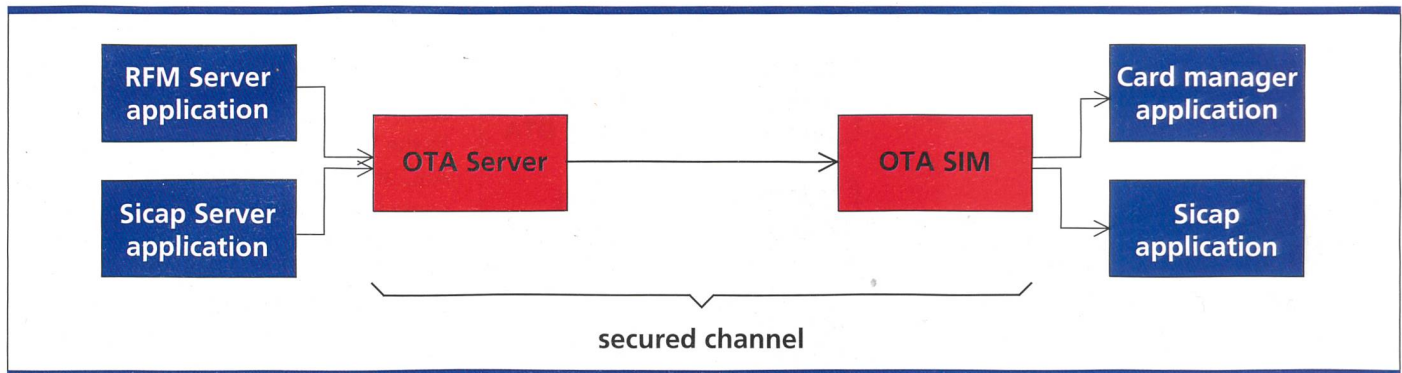 RFM Server
application
Sicap Server
application
OTA Server
OTA SIM
Card manager
application
Sicap
application
secured channel